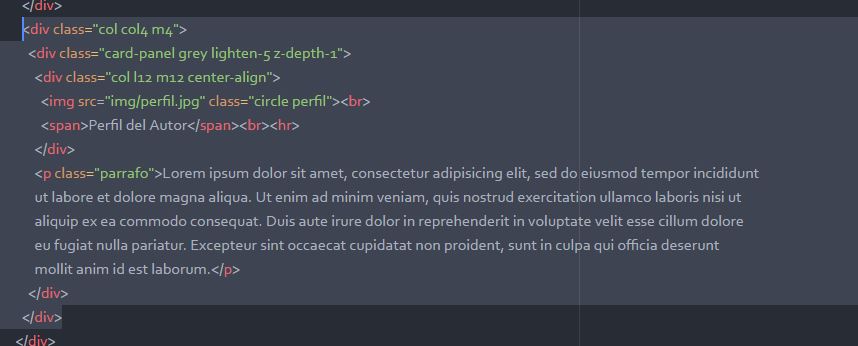 </div>
<div class="col col4 m4">
<div class="card-panel grey lighten-5 z-depth-1">
<div class="col l12 m12 center-align">
<img src="img/perfil.jpg" class="circle perfil"><br>
<span>Perfil del Autor</span><br><hr>
</div>
<p class="parrafo">Lorem ipsum dolor sit amet, consectetur adipisicing elit, sed do eiusmod tempor incididunt
ut labore et dolore magna aliqua. Ut enim ad minim veniam, quis nostrud exercitation ullamco laboris nisi ut
aliquip ex ea commodo consequat. Duis aute irure dolor in reprehenderit in voluptate velit esse cillum dolore
eu fugiat nulla pariatur. Excepteur sint occaecat cupidatat non proident, sunt in culpa qui officia deserunt
mollit anim id est laborum.</p>
</div>
</div>
</div>